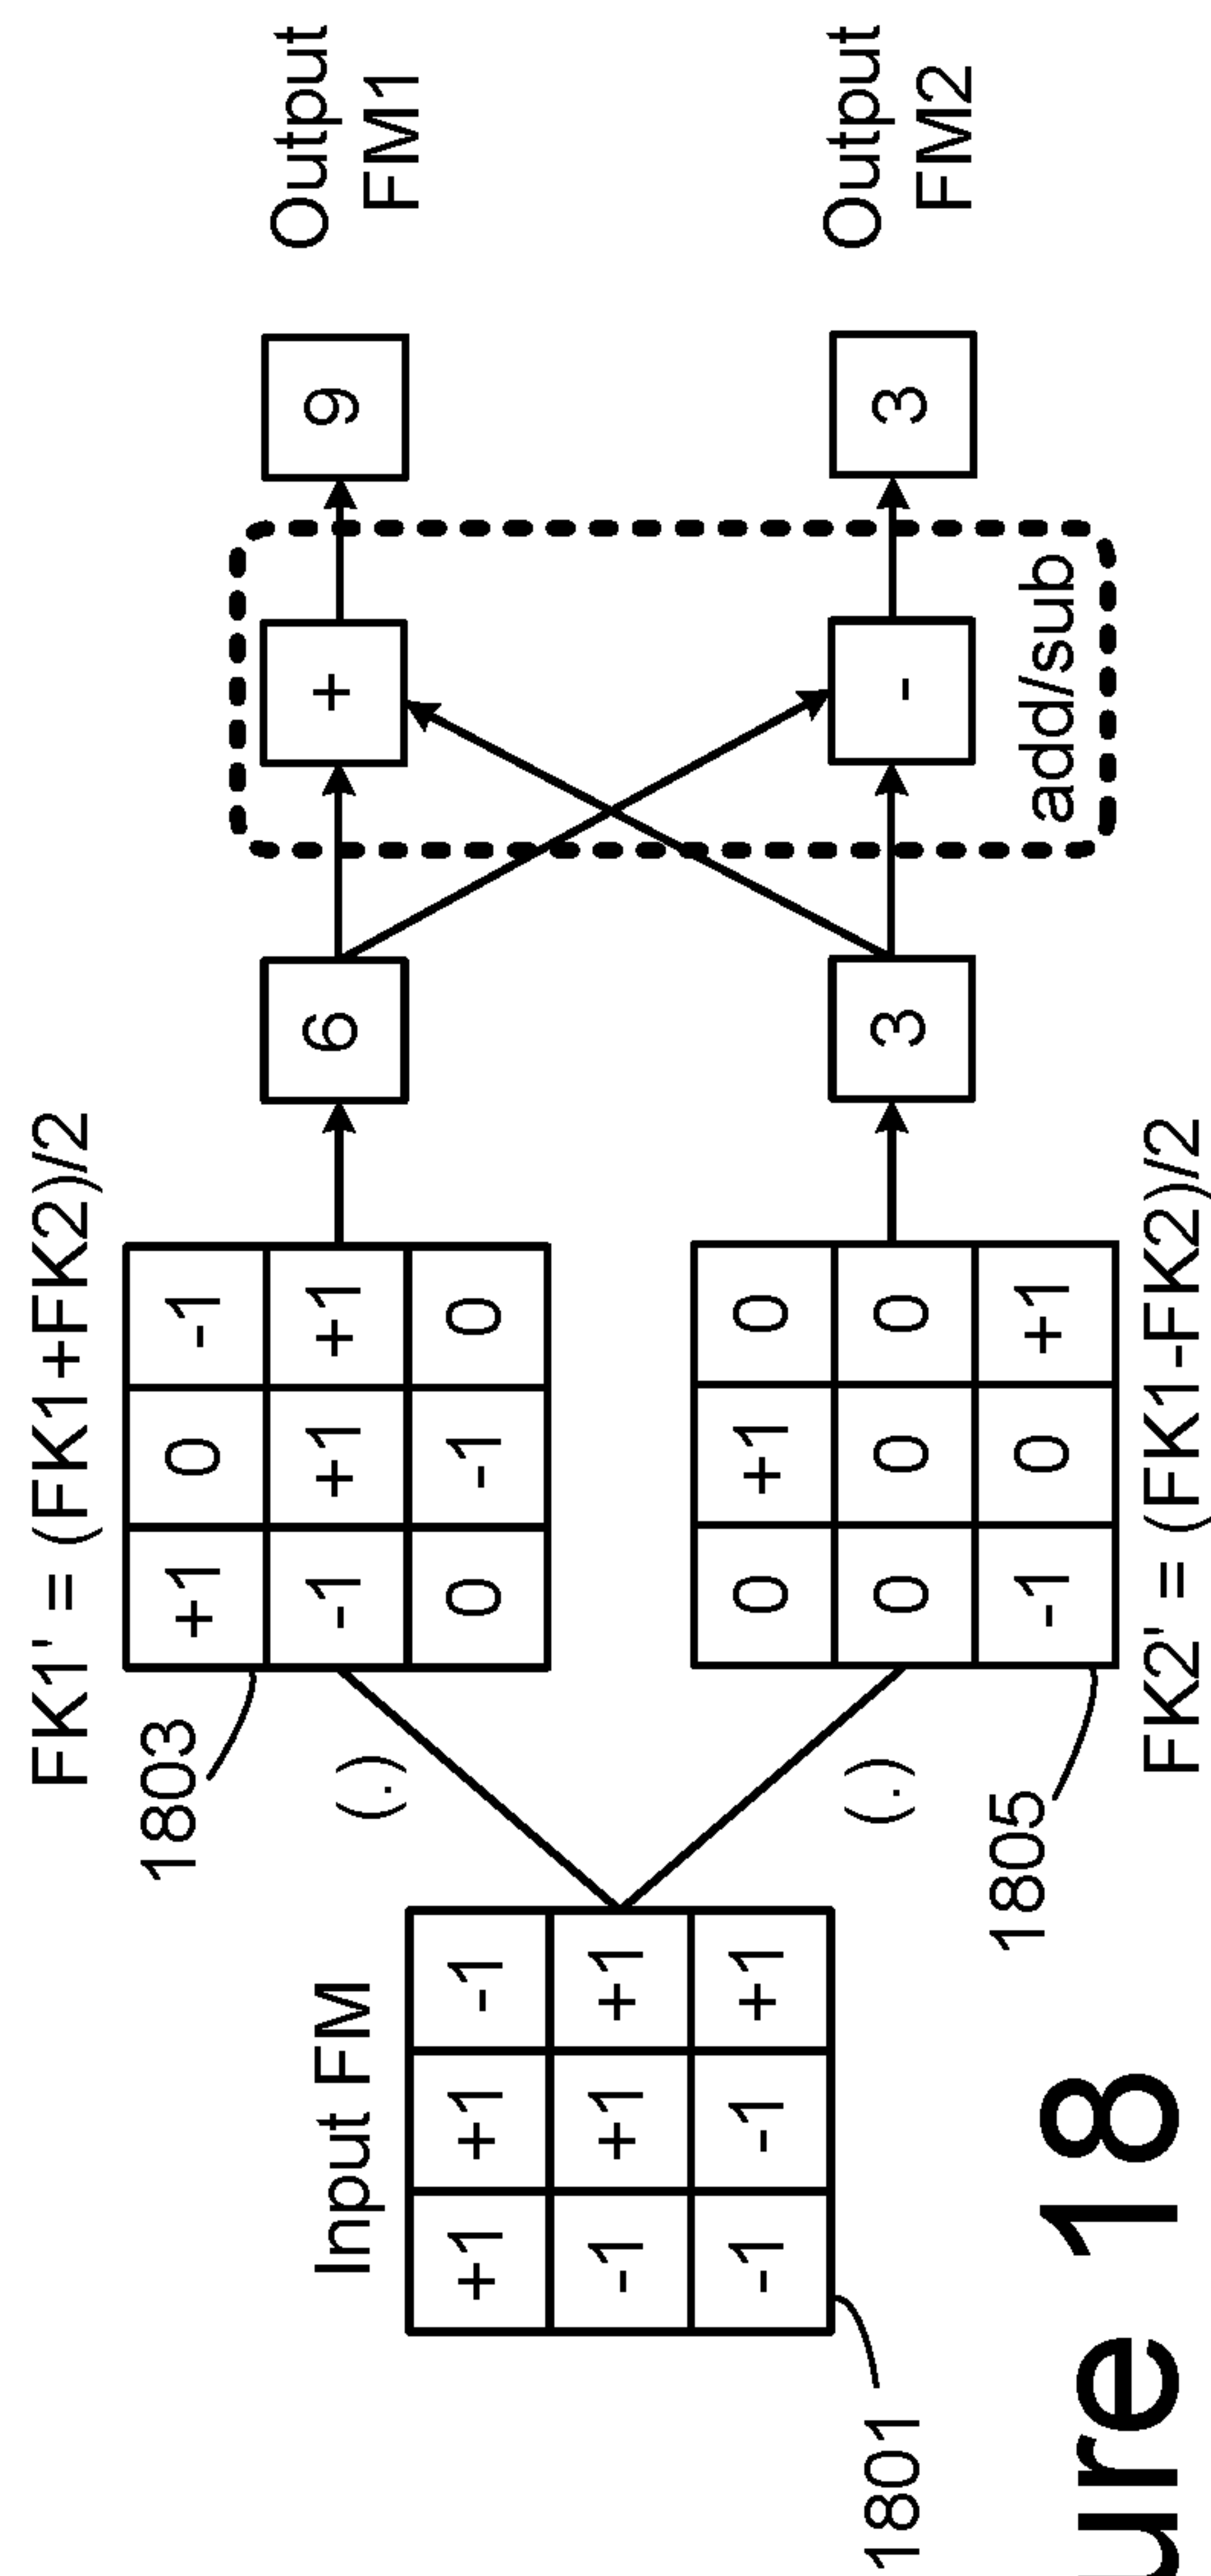 FK1' = (FK1+FK2)/2
1803
+1 0 -1
-1 +1 +1
0 -1 0
(.)
Input FM
+1 +1 -1
-1 +1 +1
-1 -1 +1
1801
(.)
1805
0 +1 0
0 0 0
-1 0 +1
FK2' = (FK1-FK2)/2
6
3
+
-
add/sub
9
3
Output
FM1
Output
FM2
ure 18